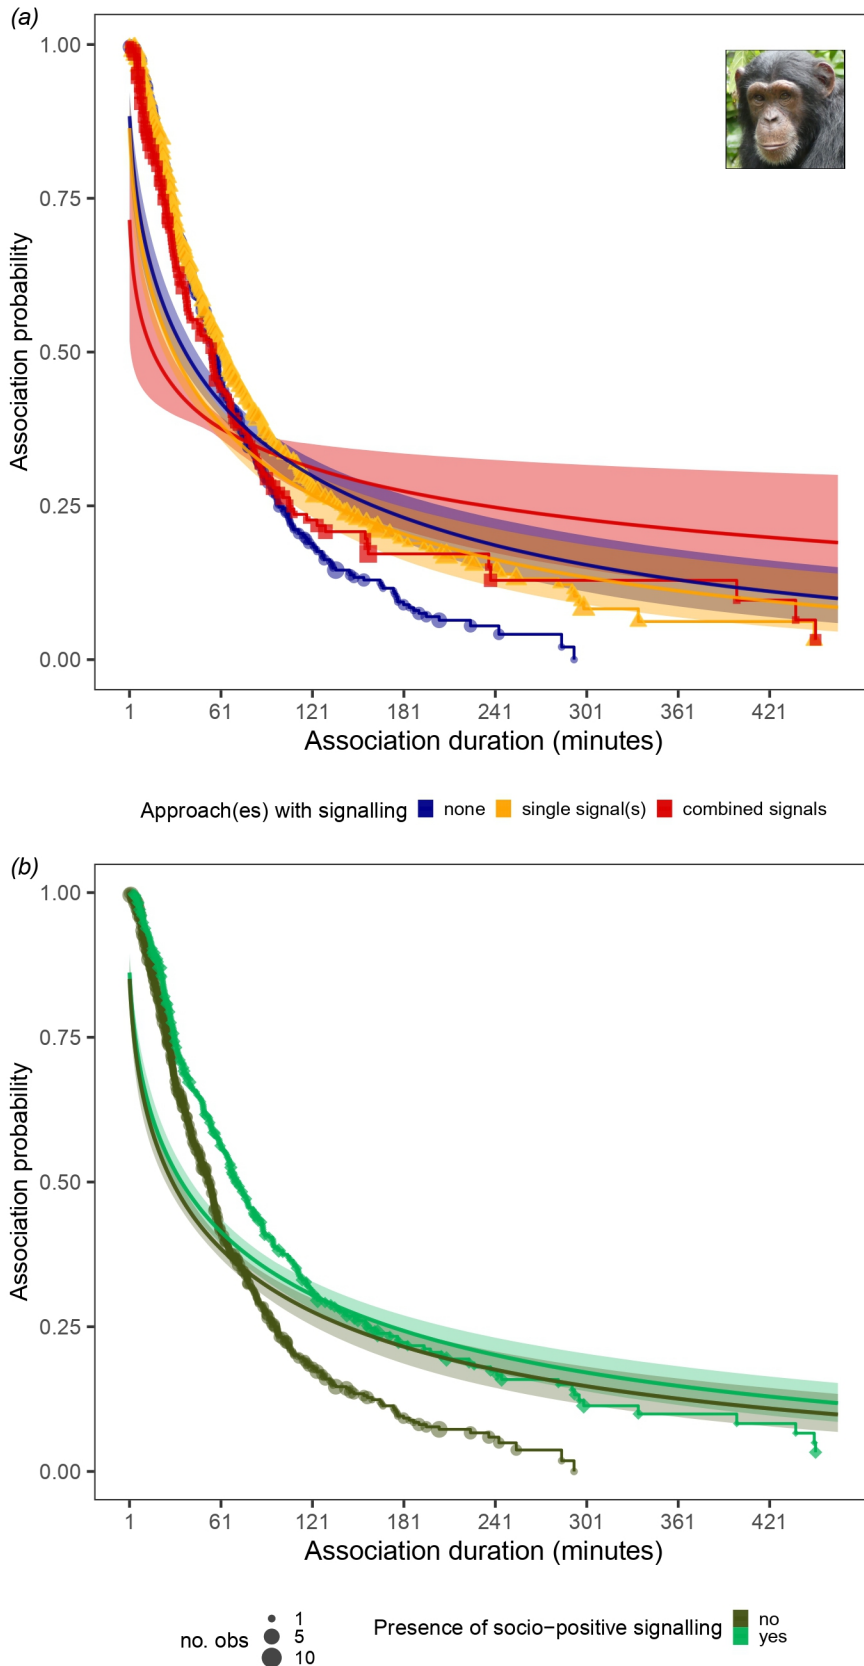 (a)
1.00
0.75
0.50
0.25
0.00
Association probability
1 61 121 181 241 301 361 421
Association duration (minutes)
Approach(es) with signalling none single signal(s) combined signals
(b)
1.00
0.75
0.50
0.25
0.00
Association probability
1 61 121 181 241 301 361 421
Association duration (minutes)
no. obs
1
5
10
Presence of socio-positive signalling
no
yes